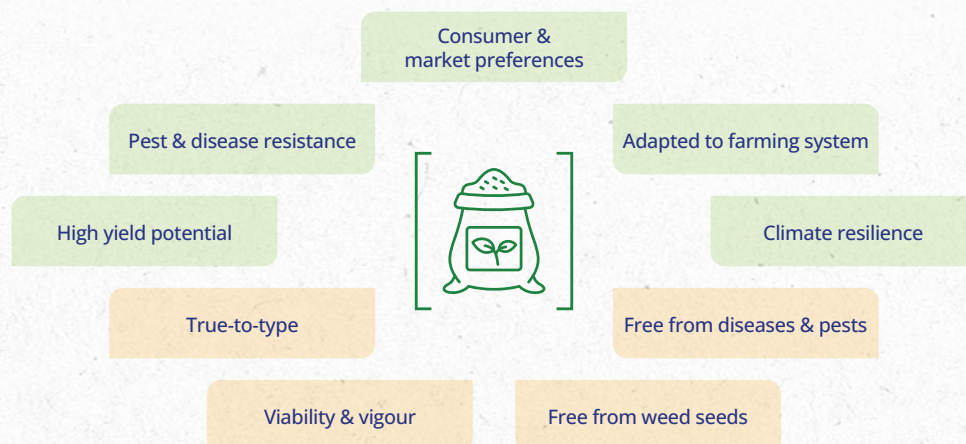 Consumer &
market preferences
Pest & disease resistance
Adapted to farming system
High yield potential
Climate resilience
True-to-type
Free from diseases & pests
Viability & vigour
Free from weed seeds